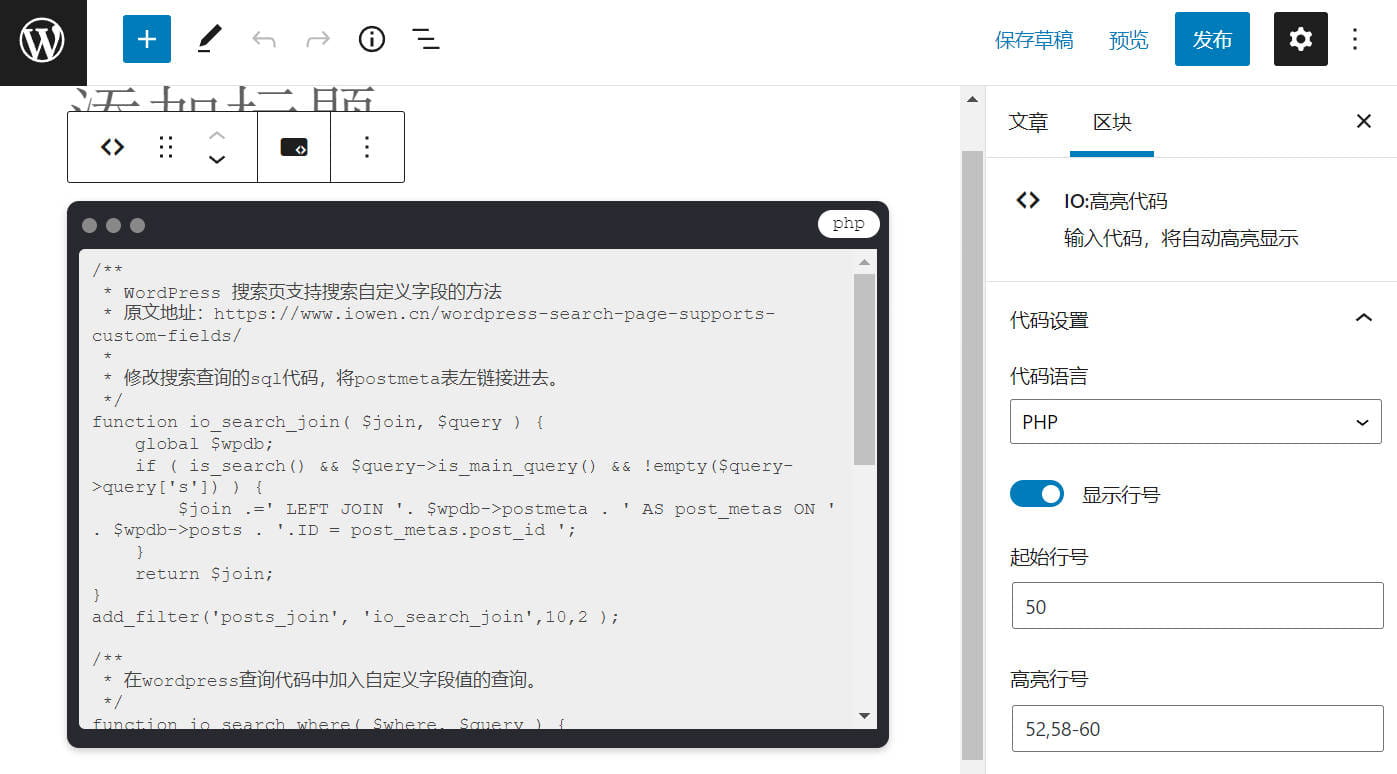 保存草稿 预览 发布
添加标题
文章 区块
php
/**
 * WordPress 搜索页支持搜索自定义字段的方法
 * 原文地址：https://www.iowen.cn/wordpress-search-page-supports-
custom-fields/
 *
 * 修改搜索查询的sql代码，将postmeta表左链接进去。
 */
function io_search_join( $join, $query ) {
    global $wpdb;
    if ( is_search() && $query->is_main_query() && !empty($query-
>query['s']) ) {
        $join .=' LEFT JOIN '. $wpdb->postmeta . ' AS post_metas ON '
. $wpdb->posts . '.ID = post_metas.post_id ';
    }
    return $join;
}
add_filter('posts_join', 'io_search_join',10,2 );

/**
 * 在wordpress查询代码中加入自定义字段值的查询。
 */
function io_search_where( $where, $query ) {
IO:高亮代码
输入代码，将自动高亮显示
代码设置
代码语言
PHP
显示行号
起始行号
50
高亮行号
52,58-60